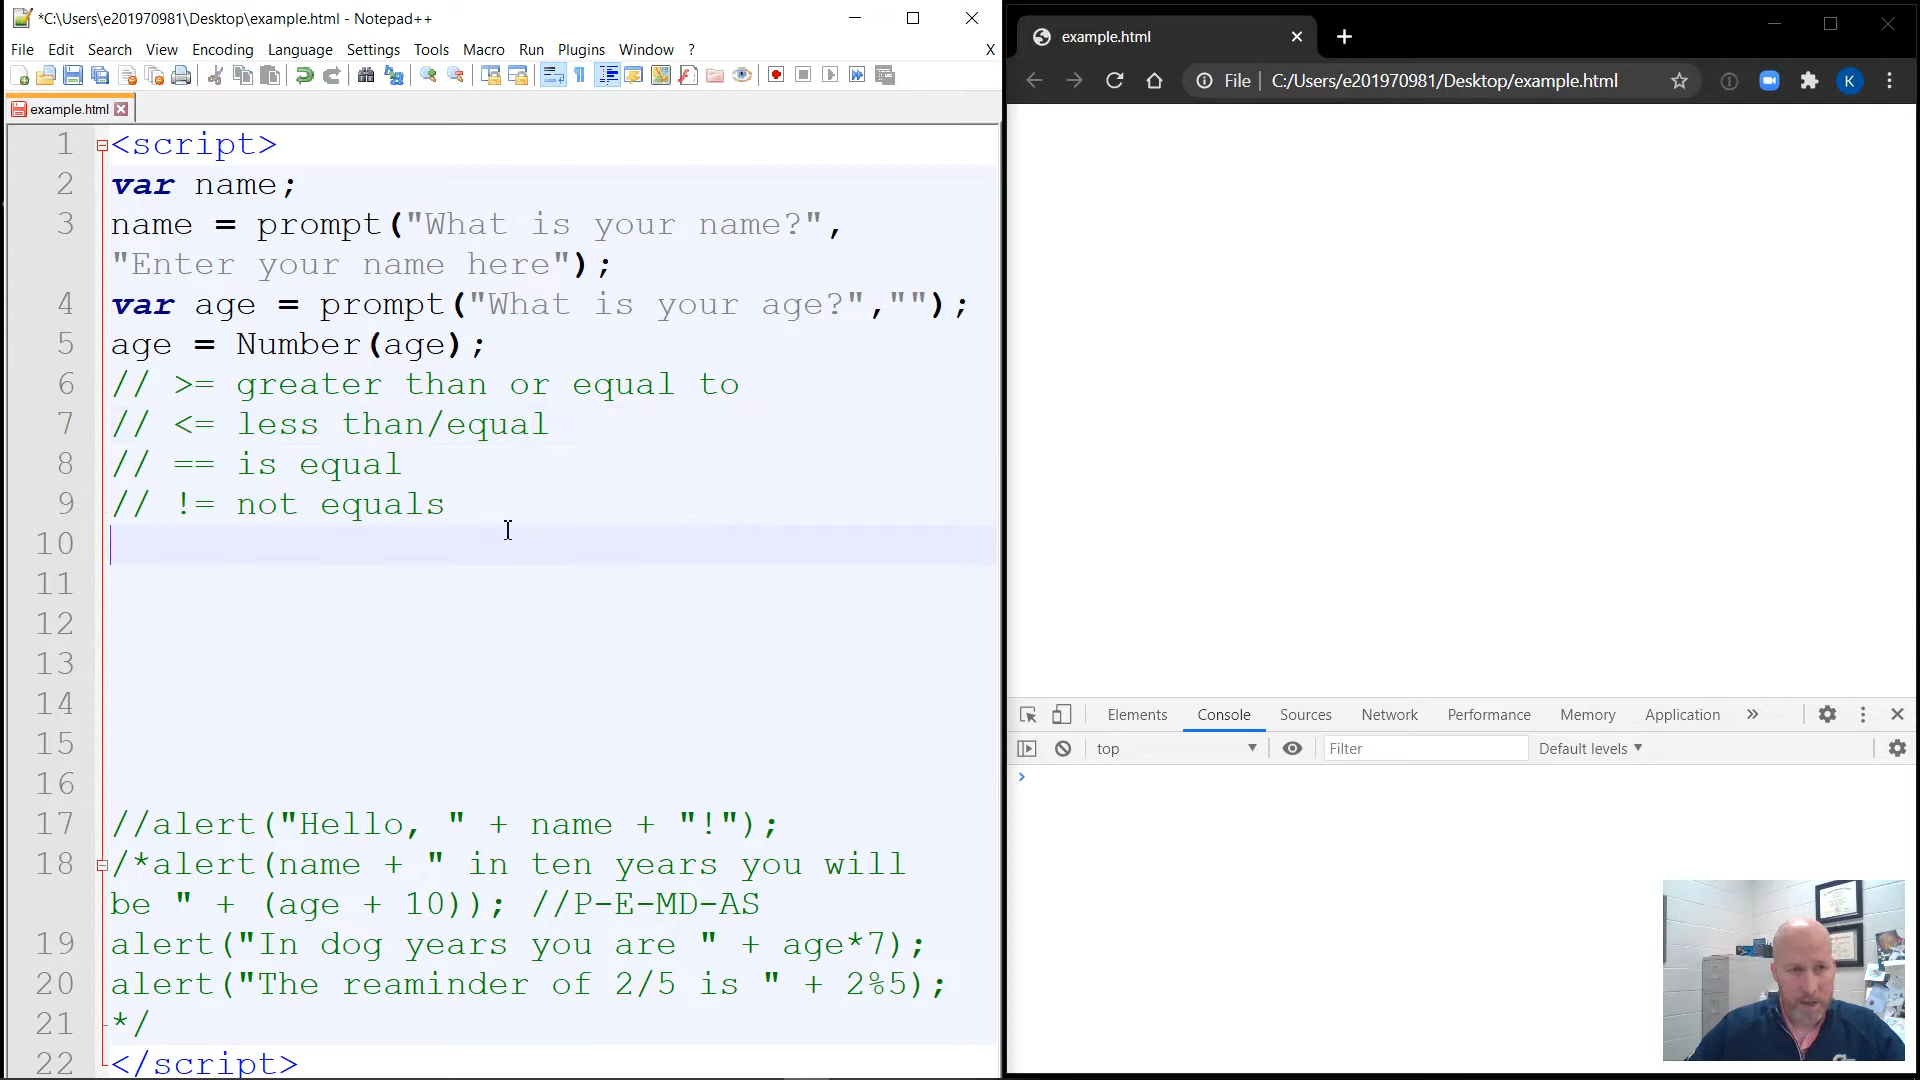 *C:\Users\e201970981\Desktop\example.html - Notepad++
File Edit Search View Encoding Language Settings Tools Macro Run Plugins Window ? X
example.html
1 <script>
2 var name;
3 name = prompt("What is your name?",
"Enter your name here");
4 var age = prompt("What is your age?","");
5 age = Number(age);
6 // >= greater than or equal to
7 // <= less than/equal
8 // == is equal
9 // != not equals
10
11
12
13
14
15
16
17 //alert("Hello, " + name + "!");
18 /*alert(name + " in ten years you will
be " + (age + 10)); //P-E-MD-AS
19 alert("In dog years you are " + age*7);
20 alert("The reaminder of 2/5 is " + 2%5);
21 */
22 </script>
example.html
File | C:/Users/e201970981/Desktop/example.html
K
Elements Console Sources Network Performance Memory Application »
top Filter Default levels